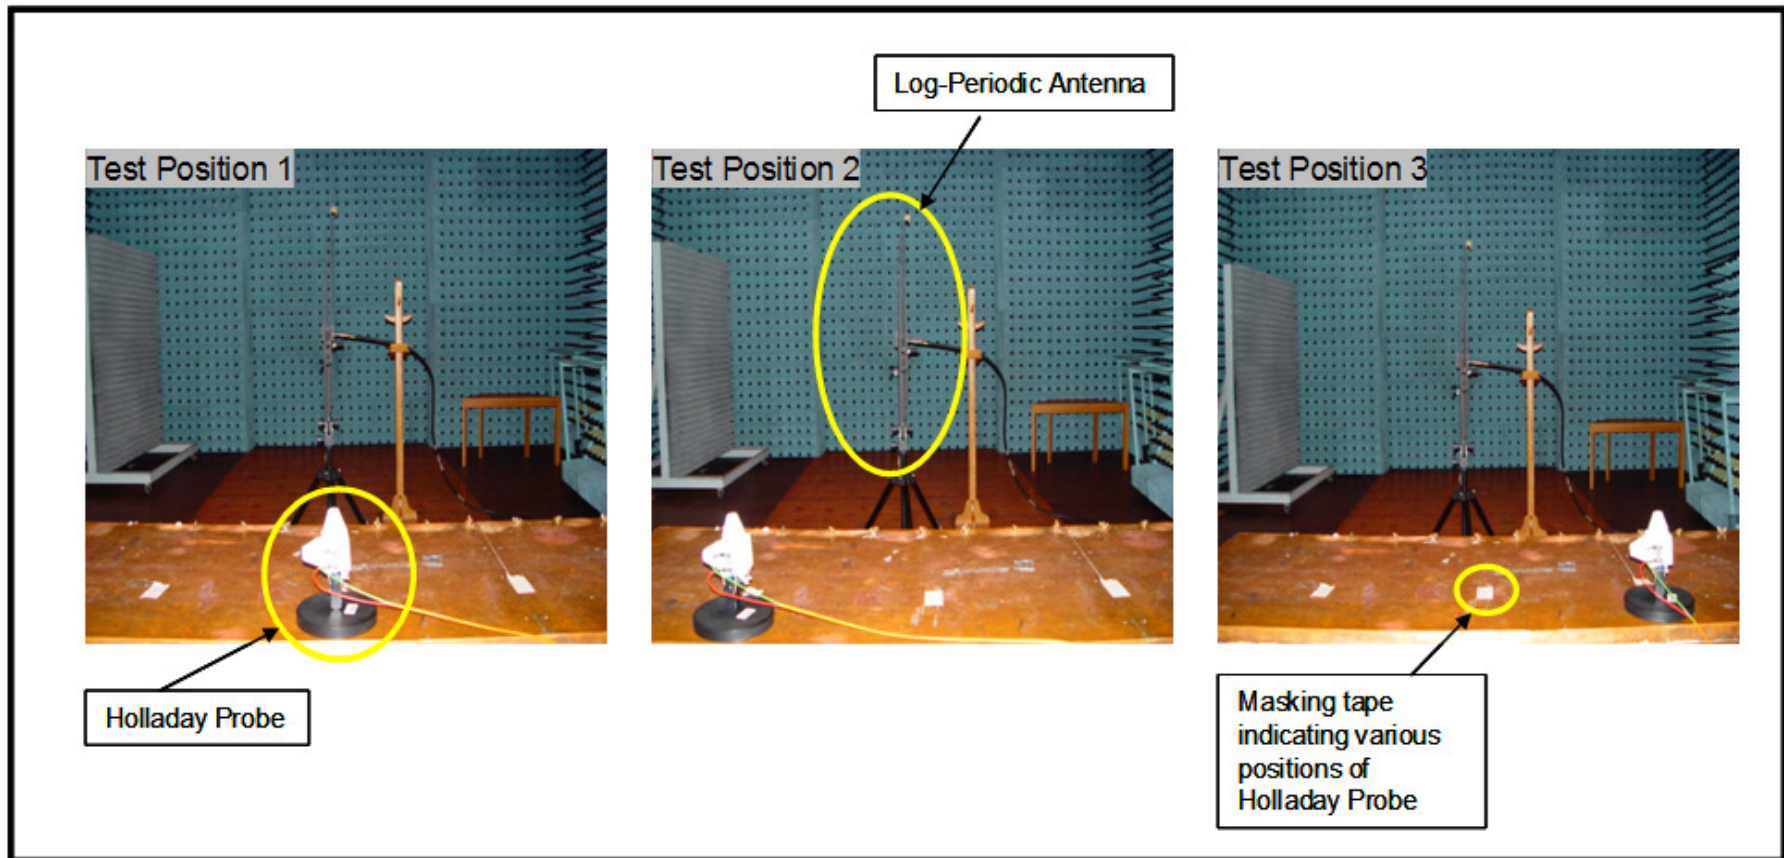 Log-Periodic Antenna
Test Position 1
Test Position 2
Test Position 3
Holladay Probe
Masking tape
indicating various
positions of
Holladay Probe